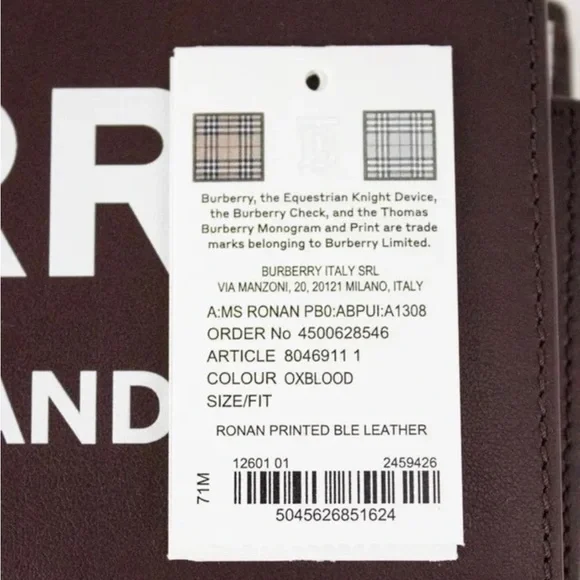 RR
AND
Burberry, the Equestrian Knight Device,
the Burberry Check, and the Thomas
Burberry Monogram and Print are trade
marks belonging to Burberry Limited.
BURBERRY ITALY SRL
VIA MANZONI, 20, 20121 MILANO, ITALY
A:MS RONAN PB0:ABPUI:A1308
ORDER No 4500628546
ARTICLE 8046911 1
COLOUR OXBLOOD
SIZE/FIT
RONAN PRINTED BLE LEATHER
71M
12601 01 2459426
5045626851624